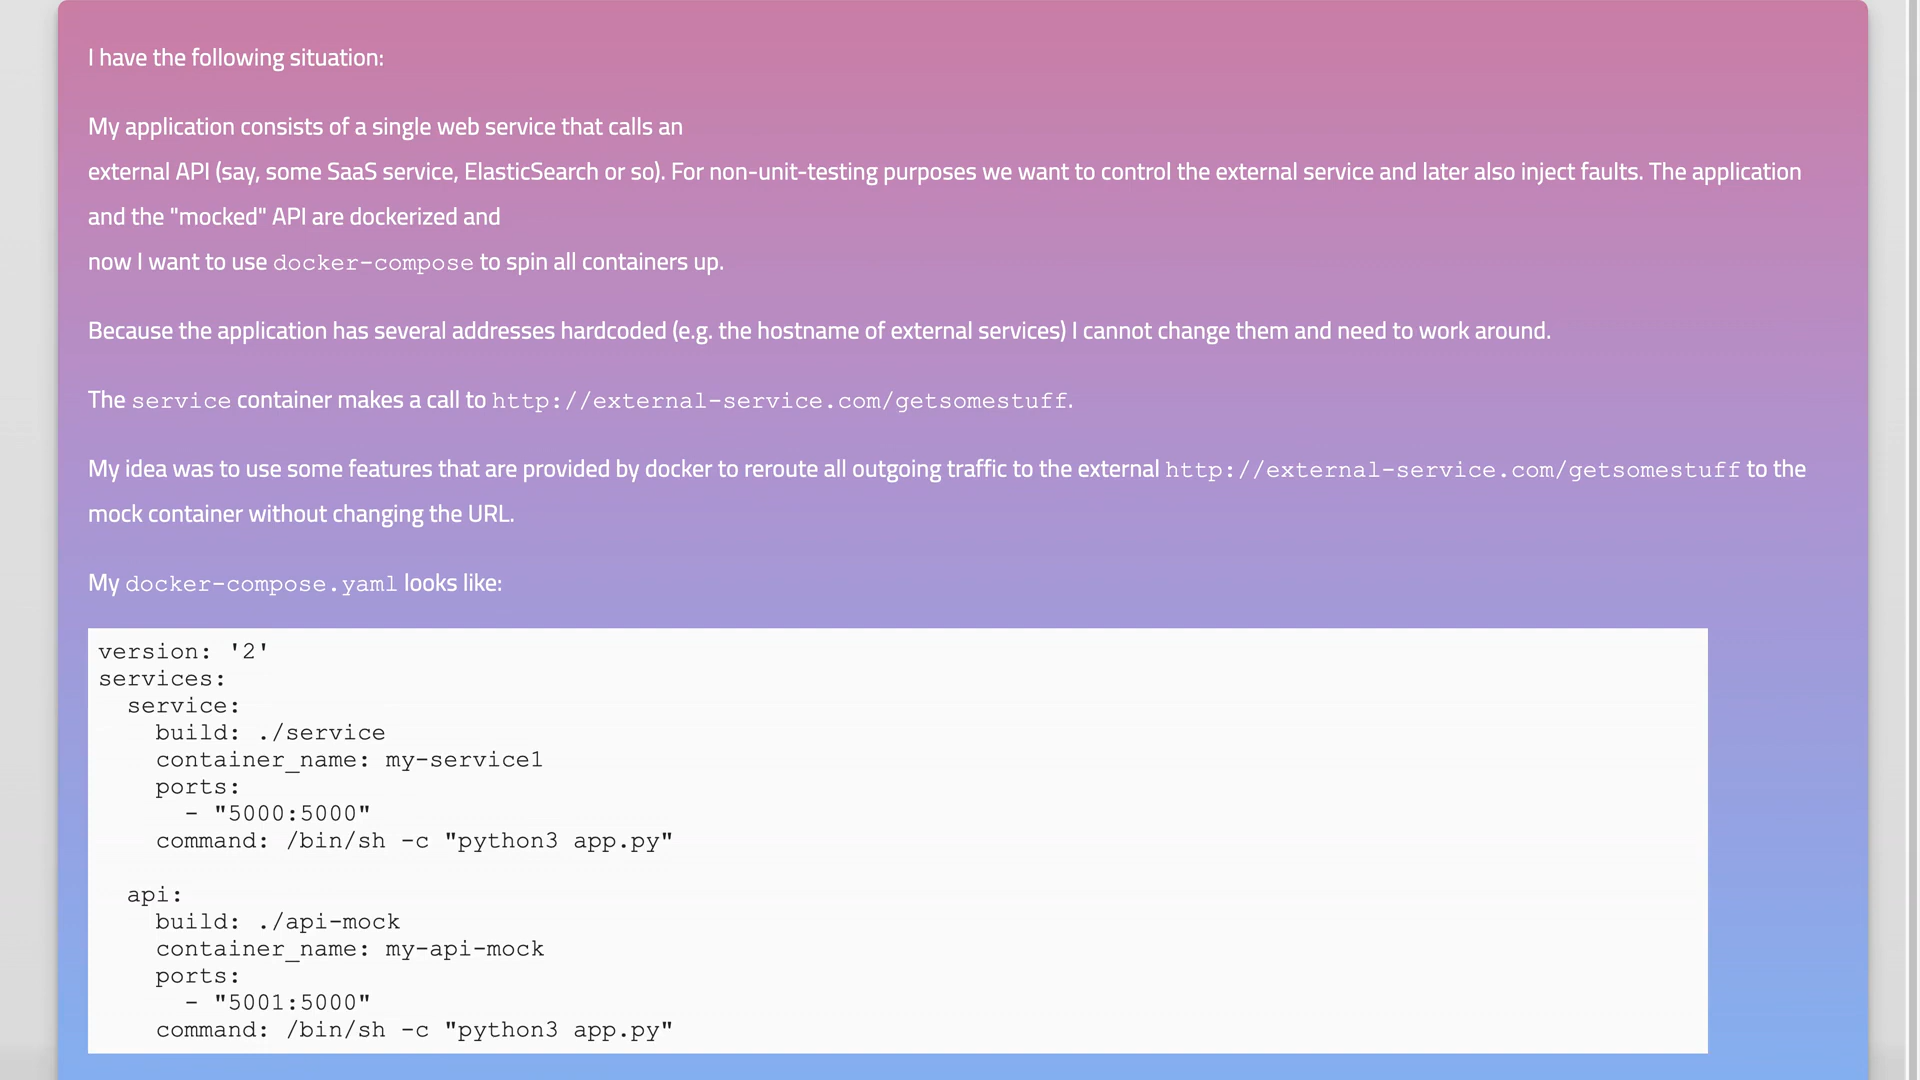 I have the following situation:
My application consists of a single web service that calls an
external API (say, some SaaS service, ElasticSearch or so). For non-unit-testing purposes we want to control the external service and later also inject faults. The application
and the "mocked" API are dockerized and
now I want to use docker-compose to spin all containers up.
Because the application has several addresses hardcoded (e.g. the hostname of external services) I cannot change them and need to work around.
The service container makes a call to http://external-service.com/getsomestuff.
My idea was to use some features that are provided by docker to reroute all outgoing traffic to the external http://external-service.com/getsomestuff to the
mock container without changing the URL.
My docker-compose.yaml looks like:
version: '2'
services:
  service:
    build: ./service
    container_name: my-service1
    ports:
      - "5000:5000"
    command: /bin/sh -c "python3 app.py"

  api:
    build: ./api-mock
    container_name: my-api-mock
    ports:
      - "5001:5000"
    command: /bin/sh -c "python3 app.py"